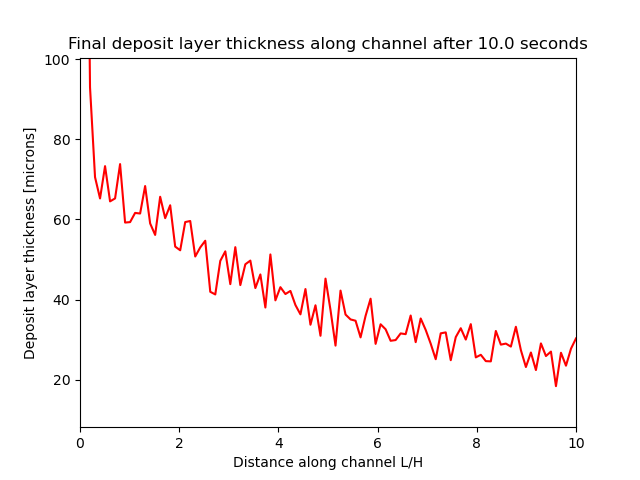 Final deposit layer thickness along channel after 10.0 seconds
100
80
60
40
20
Deposit layer thickness [microns]
0 2 4 6 8 10
Distance along channel L/H